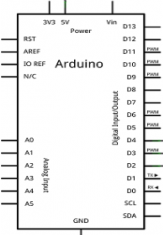 3V3 5V Vin
Power
RST
AREF
IO REF
N/C
Arduino
D13
D12
D11 PWM
D10 PWM
D9 PWM
D8
D7
D6 PWM
D5 PWM
D4
D3 PWM
D2
D1 TX
D0 RX
SCL
SDA
Digital Input/Output
A0
A1
A2
A3
A4
A5
Analog Input
GND